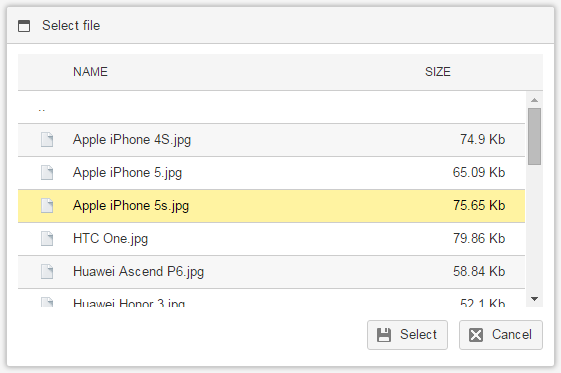 Select file
NAME SIZE
..
Apple iPhone 4S.jpg 74.9 Kb
Apple iPhone 5.jpg 65.09 Kb
Apple iPhone 5s.jpg 75.65 Kb
HTC One.jpg 79.86 Kb
Huawei Ascend P6.jpg 58.84 Kb
Huawei Honor 3.jpg 52.1 Kb
Select Cancel